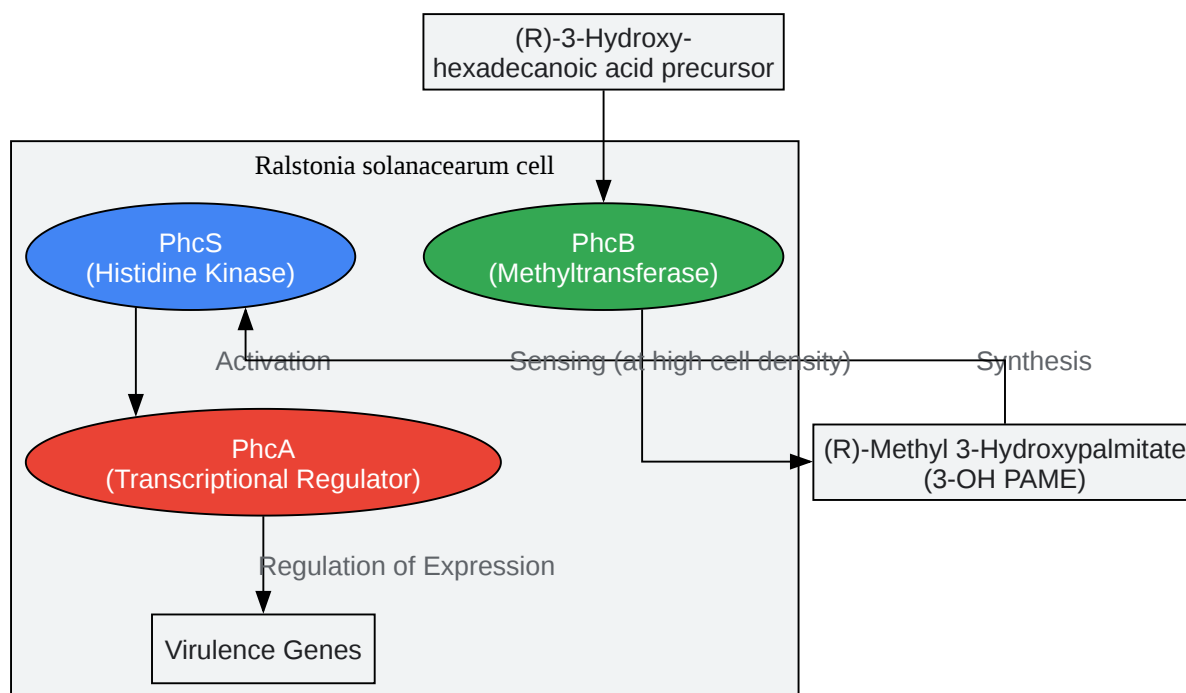 (R)-3-Hydroxy-
hexadecanoic acid precursor
Ralstonia solanacearum cell
PhcS
(Histidine Kinase)
PhcB
(Methyltransferase)
Activation
Sensing (at high cell density)
Synthesis
PhcA
(Transcriptional Regulator)
(R)-Methyl 3-Hydroxypalmitate
(3-OH PAME)
Regulation of Expression
Virulence Genes